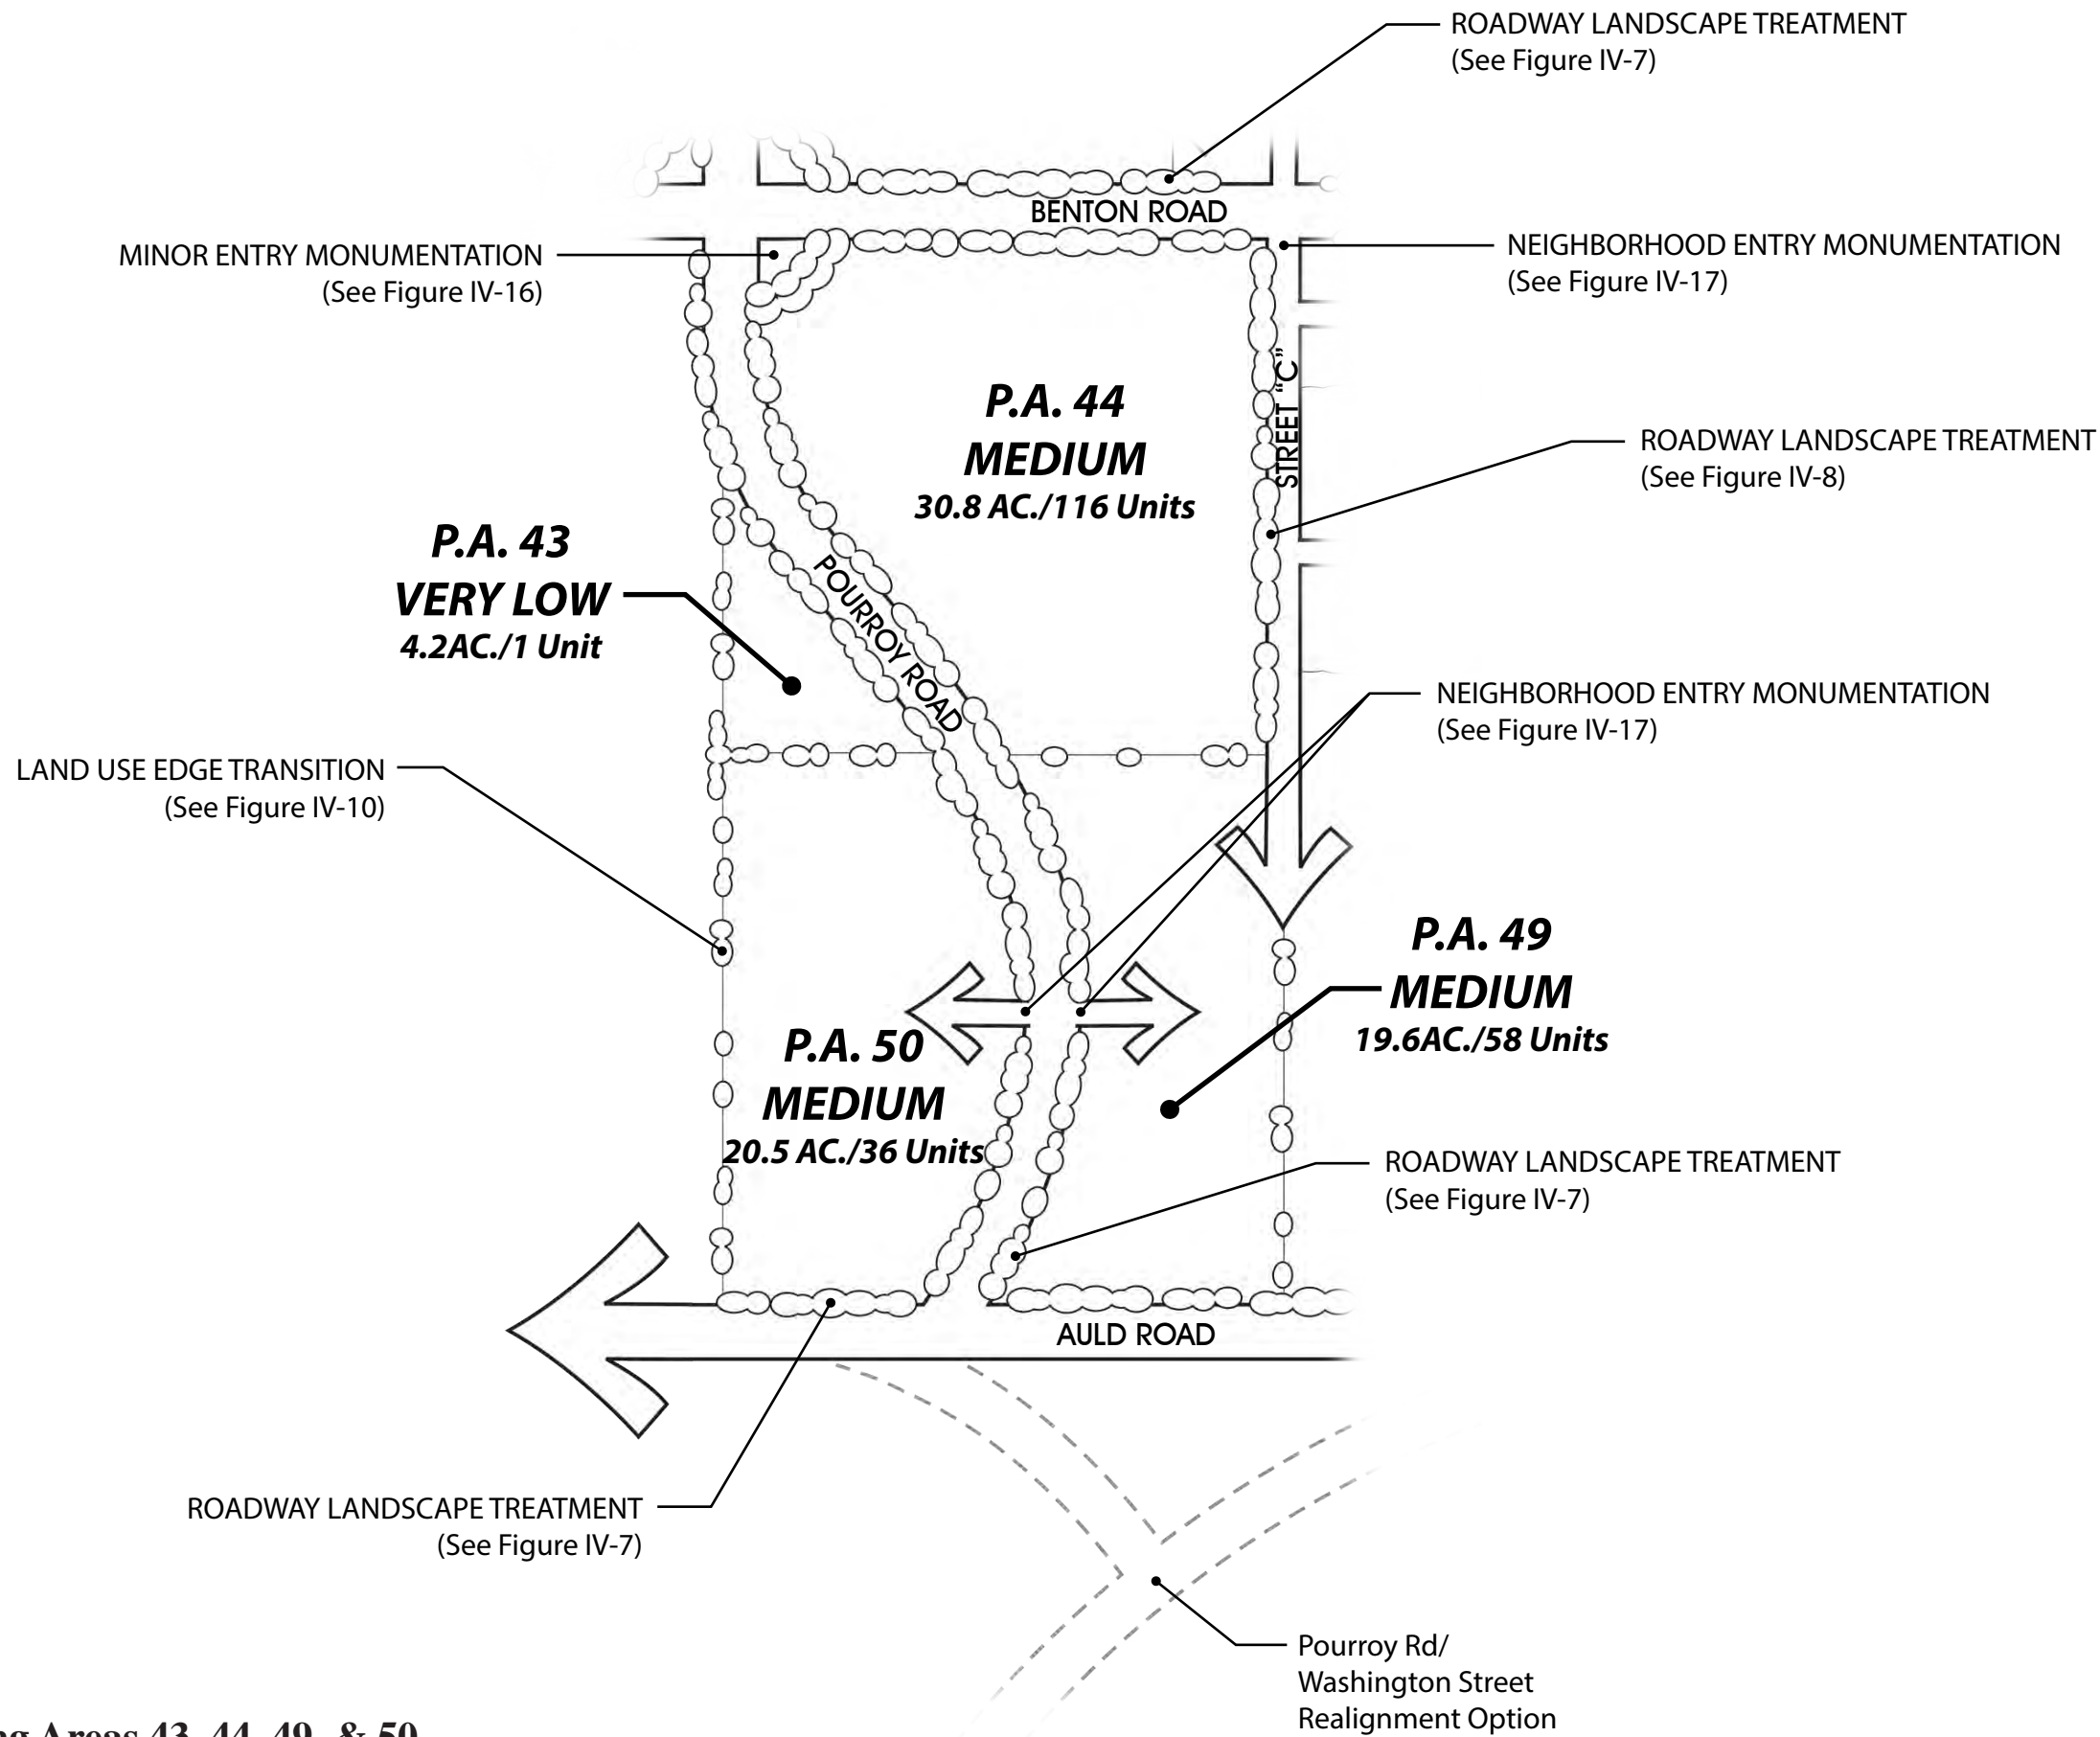 ROADWAY LANDSCAPE TREATMENT
(See Figure IV-7)
BENTON ROAD
MINOR ENTRY MONUMENTATION
(See Figure IV-16)
NEIGHBORHOOD ENTRY MONUMENTATION
(See Figure IV-17)
STREET "C"
P.A. 44
MEDIUM
30.8 AC./116 Units
ROADWAY LANDSCAPE TREATMENT
(See Figure IV-8)
P.A. 43
VERY LOW
4.2AC./1 Unit
POURROY ROAD
NEIGHBORHOOD ENTRY MONUMENTATION
(See Figure IV-17)
LAND USE EDGE TRANSITION
(See Figure IV-10)
P.A. 49
MEDIUM
19.6AC./58 Units
P.A. 50
MEDIUM
20.5 AC./36 Units
ROADWAY LANDSCAPE TREATMENT
(See Figure IV-7)
AULD ROAD
ROADWAY LANDSCAPE TREATMENT
(See Figure IV-7)
Pourroy Rd/
Washington Street
Realignment Option
Areas 43, 44, 49, & 50